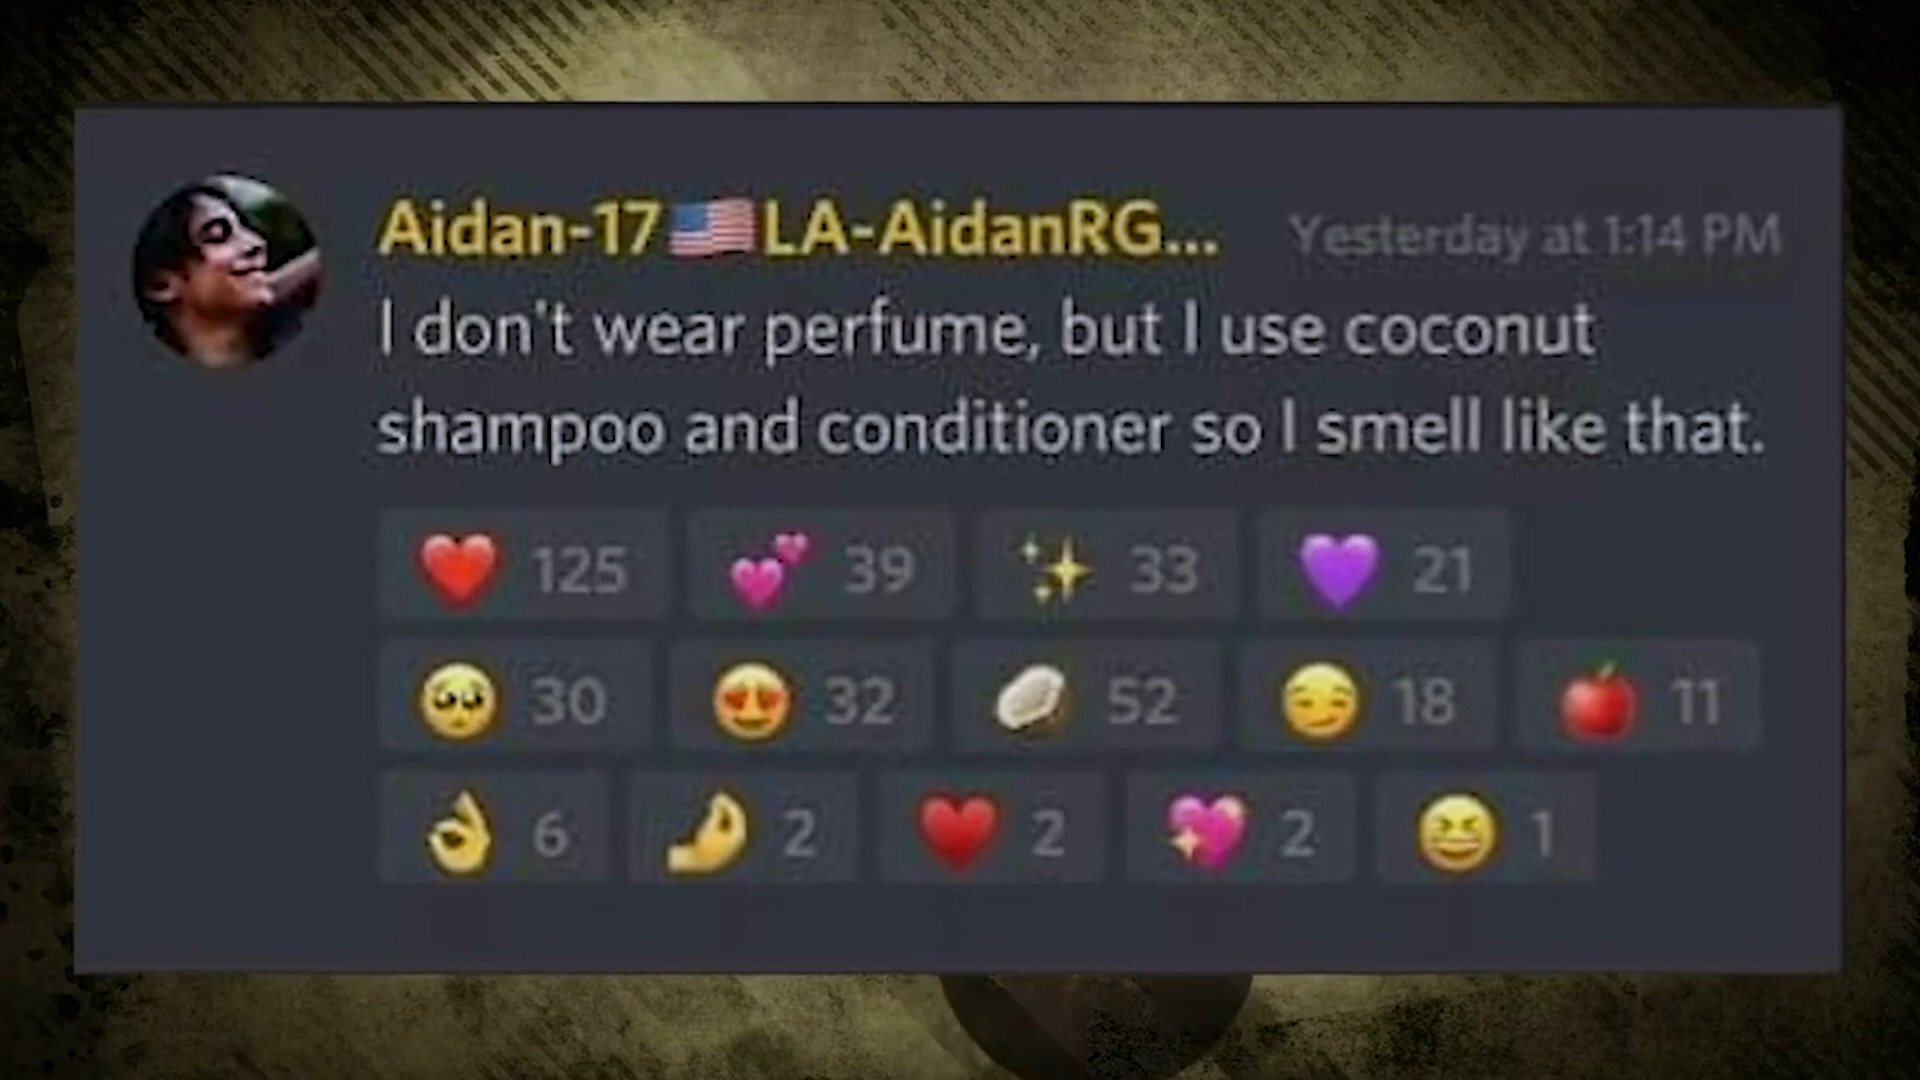 Aidan-17🇺🇸LA-AidanRG... Yesterday at 1:14 PM
I don't wear perfume, but I use coconut
shampoo and conditioner so I smell like that.
❤️ 125 💕 39 ✨ 33 💜 21
🥺 30 😍 32 🥥 52 😏 18 🍎 11
👌 6 🤌 2 ♥️ 2 💖 2 😆 1